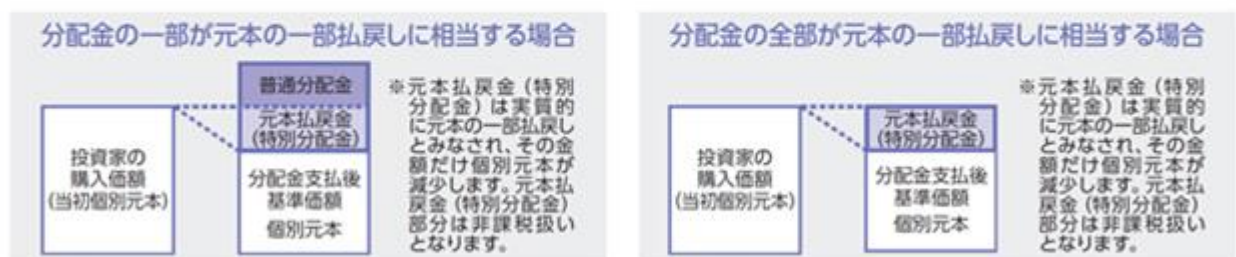 分配金の一部が元本の一部払戻しに相当する場合
普通分配金
元本払戻金
(特別分配金)
投資家の
購入価額
(当初個別元本)
分配金支払後
基準価額
個別元本
※元本払戻金(特別
分配金)は実質的
に元本の一部払戻し
とみなされ、その金
額だけ個別元本が
減少します。元本払
戻金(特別分配金)
部分は非課税扱い
となります。
分配金の全部が元本の一部払戻しに相当する場合
元本払戻金
(特別分配金)
投資家の
購入価額
(当初個別元本)
分配金支払後
基準価額
個別元本
※元本払戻金(特別
分配金)は実質的
に元本の一部払戻し
とみなされ、その金
額だけ個別元本が
減少します。元本払
戻金(特別分配金)
部分は非課税扱い
となります。